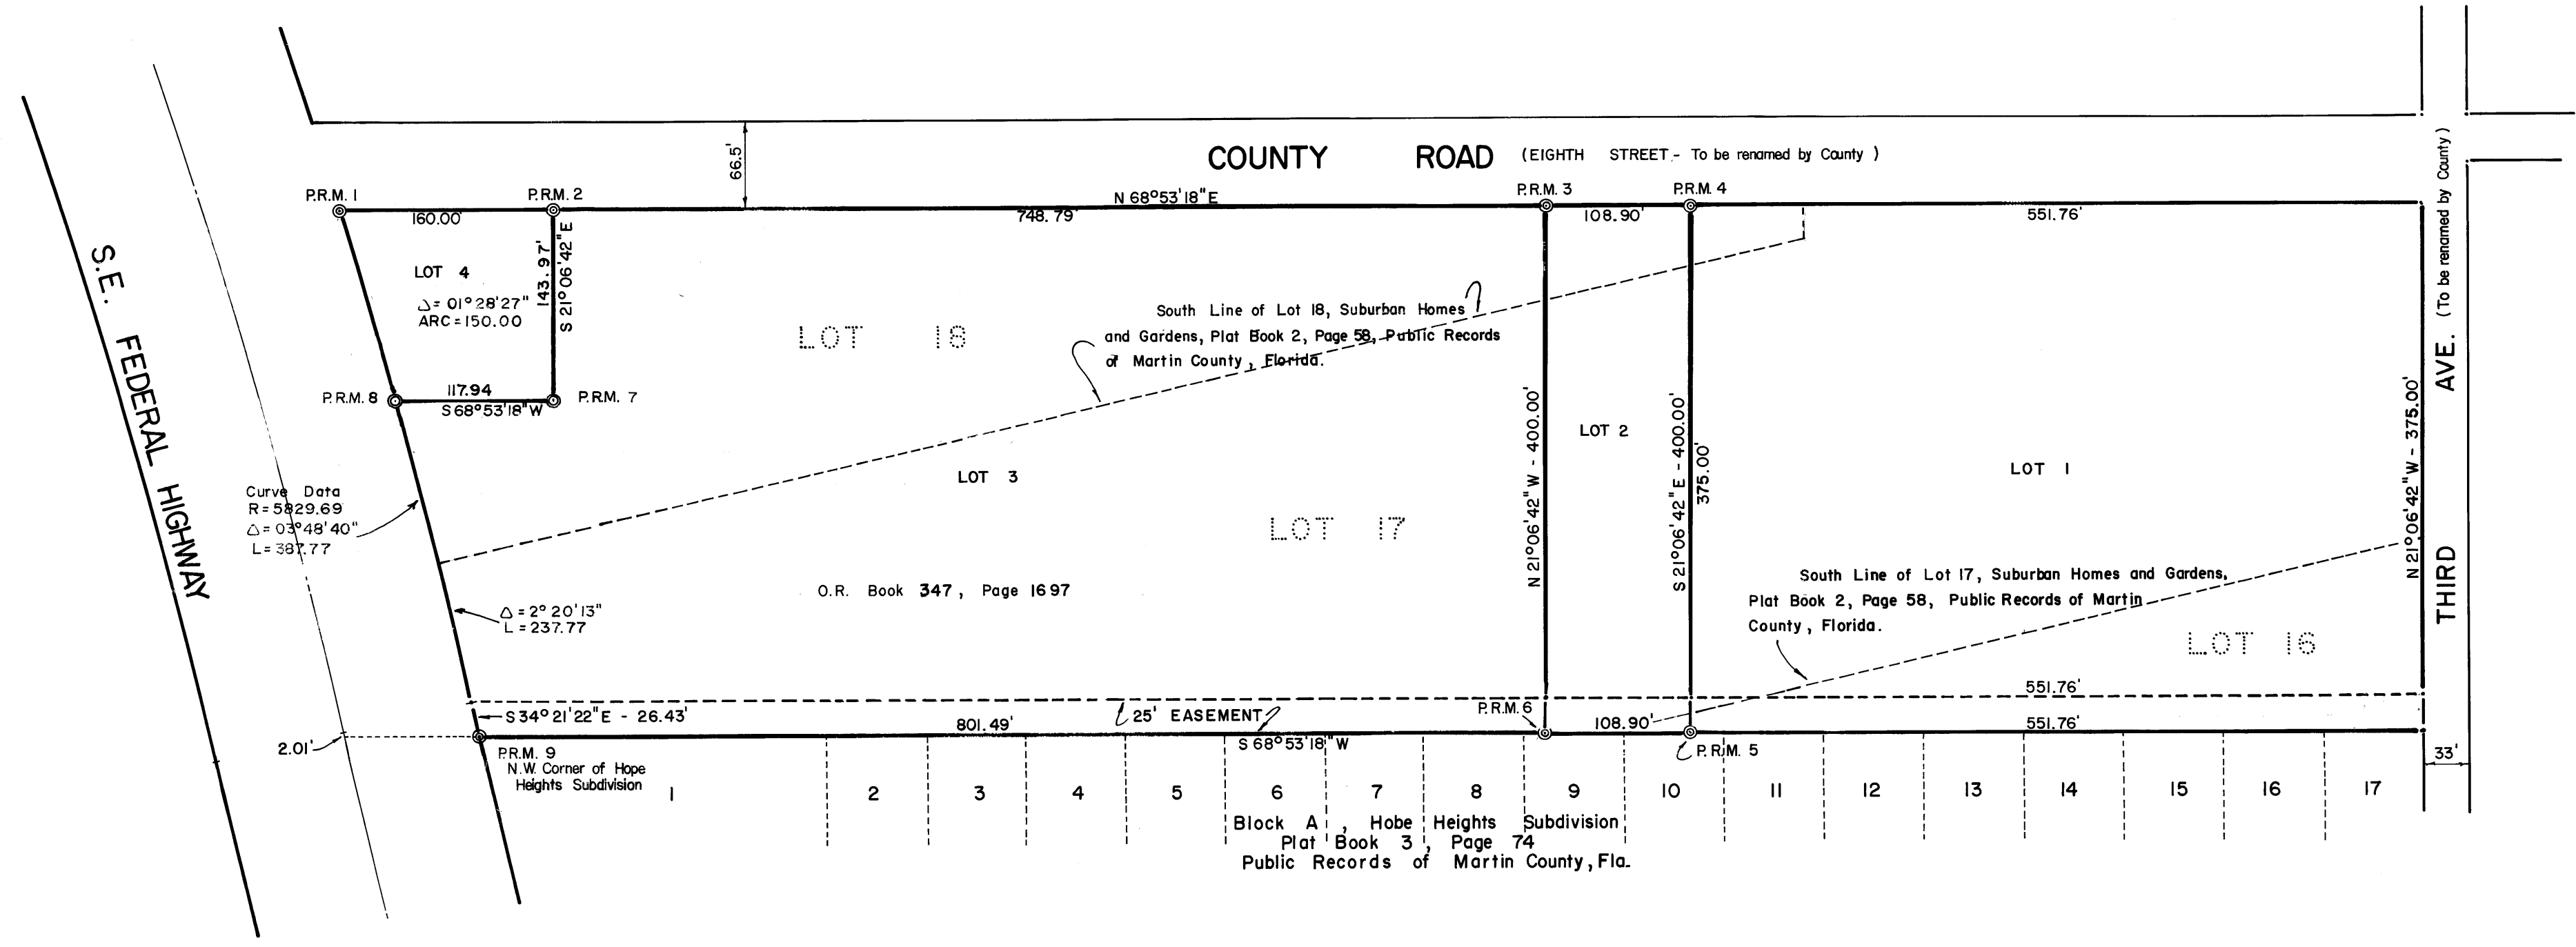 COUNTY ROAD (EIGHTH STREET - To be renamed by County )
66.5'
P.R.M. 1
P.R.M. 2
N 68°53'18" E
P.R.M. 3
P.R.M. 4
160.00'
748.79'
108.90'
551.76'
LOT 4
△= 01°28'27"
ARC=150.00
143.97'
S 21°06'42" E
117.94
S 68°53'18" W
P.R.M. 8
P.R.M. 7
S.E. FEDERAL HIGHWAY
LOT 18
South Line of Lot 18, Suburban Homes
and Gardens, Plat Book 2, Page 58, Public Records
of Martin County, Florida.
LOT 3
LOT 17
O.R. Book 347, Page 1697
Curve Data
R=5829.69
△= 03°48'40"
L= 387.77
△ = 2°20'13"
L = 237.77
N 21°06'42" W - 400.00'
LOT 2
S 21°06'42" E - 400.00'
375.00'
LOT 1
N 21°06'42" W - 375.00'
THIRD AVE. (To be renamed by County)
South Line of Lot 17, Suburban Homes and Gardens,
Plat Book 2, Page 58, Public Records of Martin
County, Florida.
LOT 16
551.76'
S 34°21'22" E - 26.43'
25' EASEMENT
P.R.M. 6
108.90'
551.76'
801.49'
S 68°53'18" W
2.01'
P.R.M. 9
N.W. Corner of Hope
Heights Subdivision
P.R.M. 5
33'
1 2 3 4 5 6 7 8 9 10 11 12 13 14 15 16 17
Block A , Hobe Heights Subdivision
Plat Book 3 , Page 74
Public Records of Martin County, Fla.